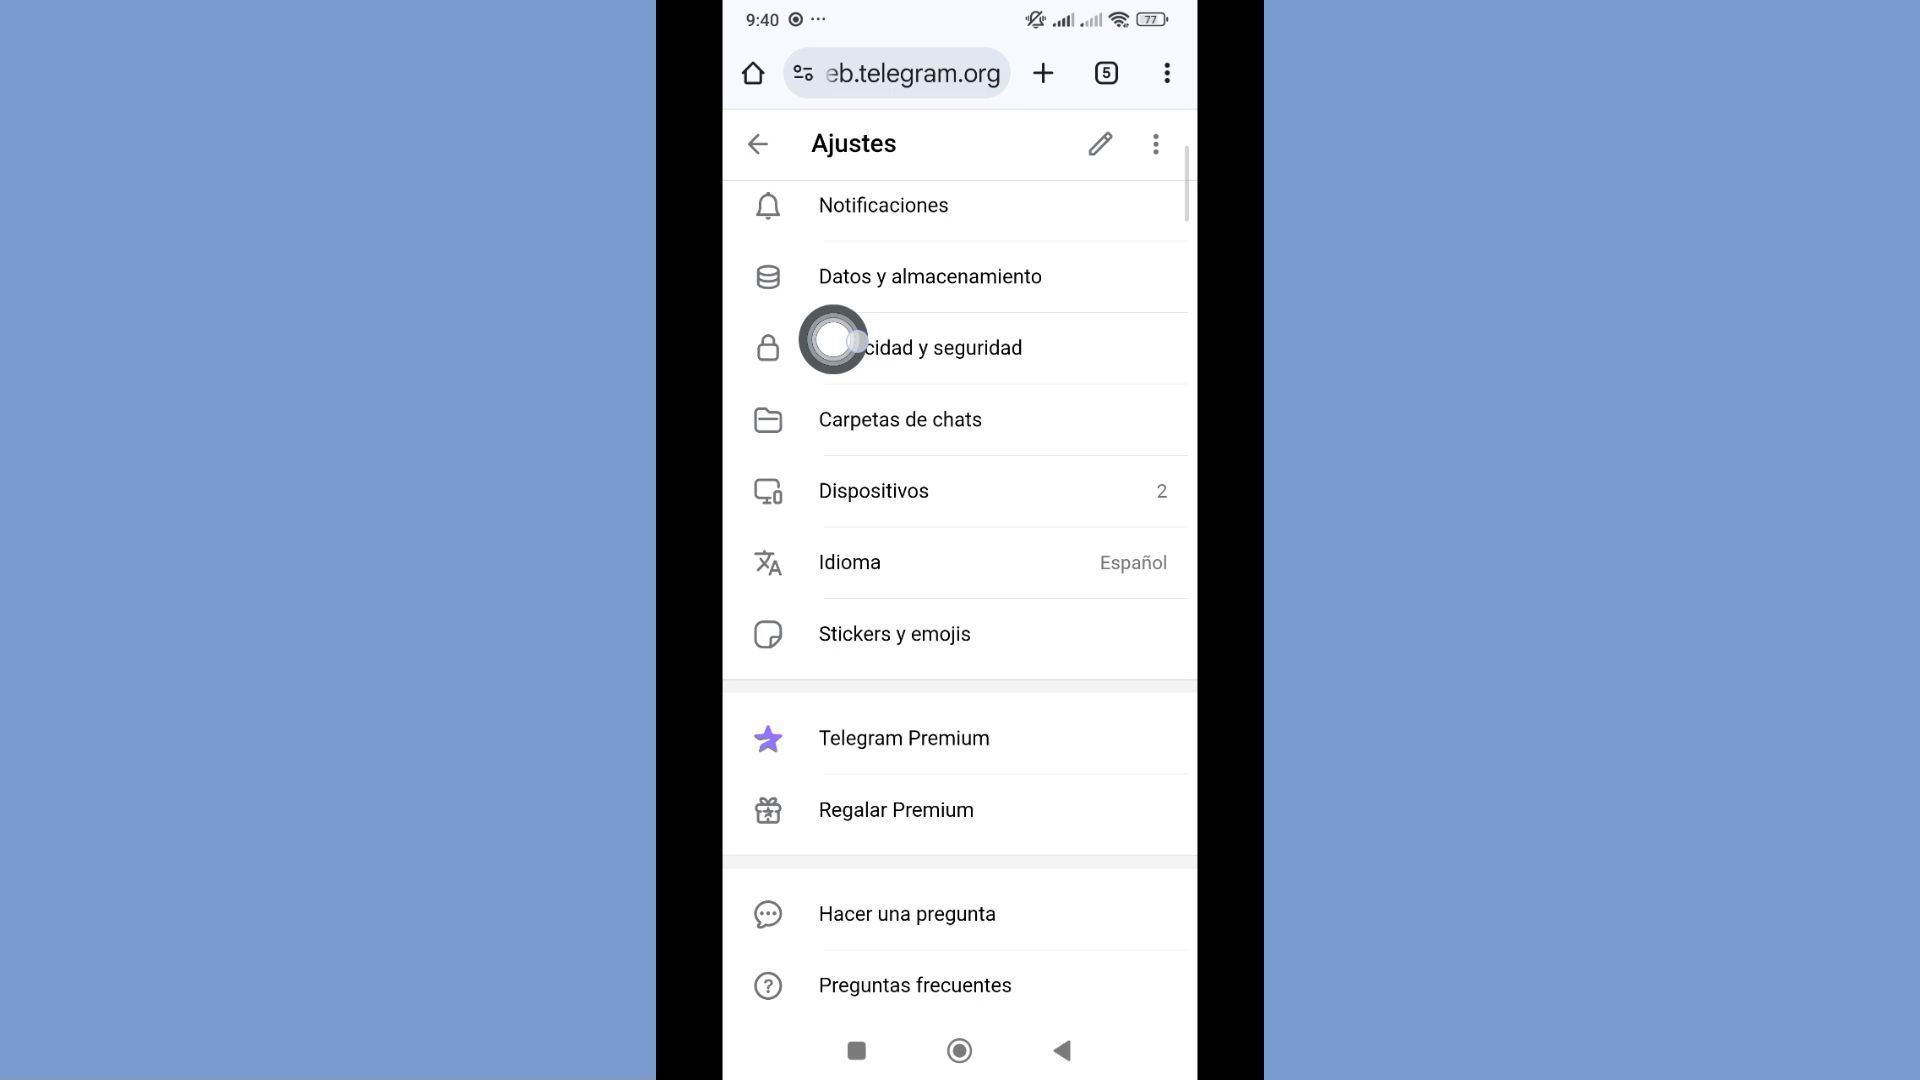 9:40
77
eb.telegram.org
5
Ajustes
Notificaciones
Datos y almacenamiento
cidad y seguridad
Carpetas de chats
Dispositivos 2
Idioma Español
Stickers y emojis
Telegram Premium
Regalar Premium
Hacer una pregunta
Preguntas frecuentes